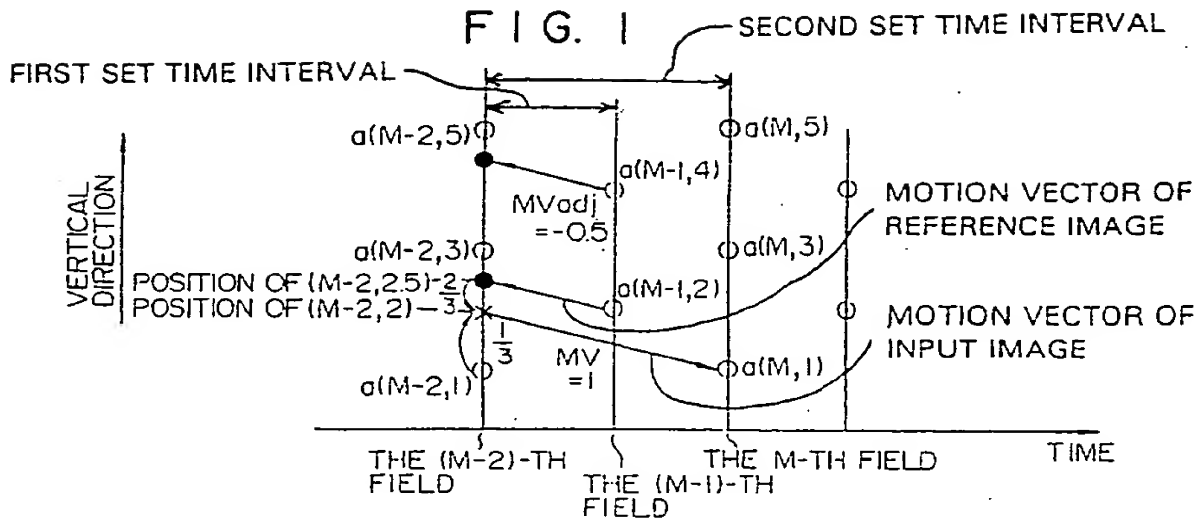 FIG. 1
SECOND SET TIME INTERVAL
FIRST SET TIME INTERVAL
a(M-2,5)
a(M,5)
a(M-1,4)
MVadj
=-0.5
MOTION VECTOR OF
REFERENCE IMAGE
VERTICAL
DIRECTION
a(M-2,3)
a(M,3)
POSITION OF (M-2,2.5)
2/3
a(M-1,2)
POSITION OF (M-2,2)
1/3
MV
=1
MOTION VECTOR OF
INPUT IMAGE
a(M-2,1)
a(M,1)
THE (M-2)-TH
FIELD
THE (M-1)-TH
FIELD
THE M-TH FIELD
TIME